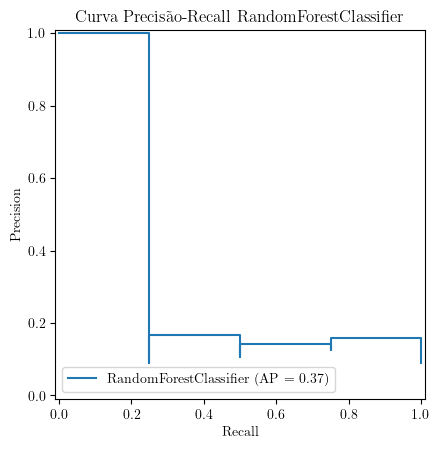 Curva Precisão-Recall RandomForestClassifier
1.0
0.8
0.6
0.4
0.2
0.0
Precision
RandomForestClassifier (AP = 0.37)
0.0 0.2 0.4 0.6 0.8 1.0
Recall